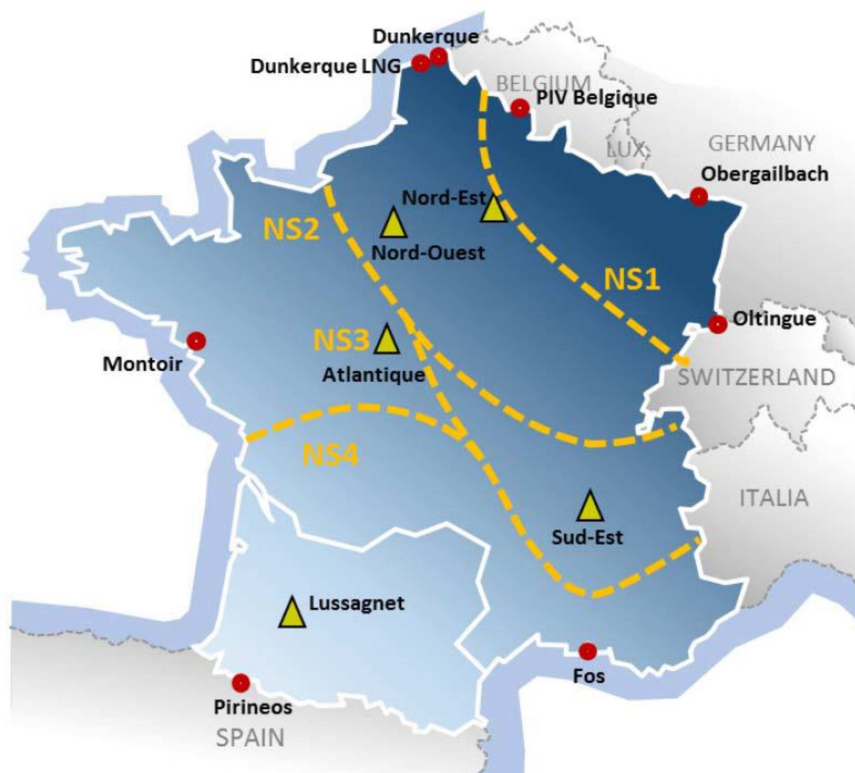 Dunkerque
Dunkerque LNG
BELGIUM
PIV Belgique
LUX
GERMANY
Obergailbach
Nord-Est
NS2
Nord-Ouest
NS1
Oltingue
NS3
Montoir
Atlantique
SWITZERLAND
NS4
ITALIA
Sud-Est
Lussagnet
Fos
Pirineos
SPAIN